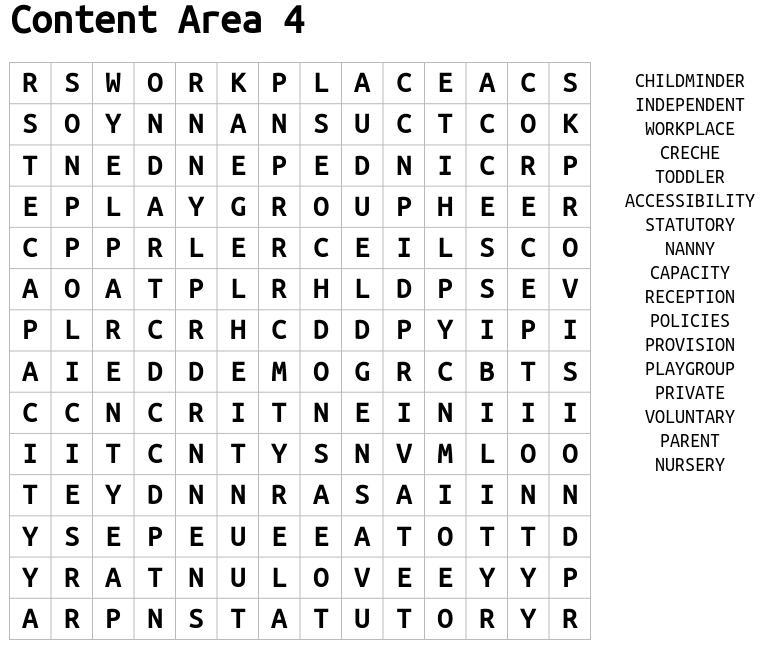 Content Area 4
R S W O R K P L A C E A C S
S O Y N N A N S U C T C O K
T N E D N E P E D N I C R P
E P L A Y G R O U P H E E R
C P P R L E R C E I L S C O
A O A T P L R H L D P S E V
P L R C R H C D D P Y I P I
A I E D D E M O G R C B T S
C C N C R I T N E I N I I I
I I T C N T Y S N V M L O O
T E Y D N N R A S A I I N N
Y S E P E U E E A T O T T D
Y R A T N U L O V E E Y Y P
A R P N S T A T U T O R Y R
CHILDMINDER
INDEPENDENT
WORKPLACE
CRECHE
TODDLER
ACCESSIBILITY
STATUTORY
NANNY
CAPACITY
RECEPTION
POLICIES
PROVISION
PLAYGROUP
PRIVATE
VOLUNTARY
PARENT
NURSERY